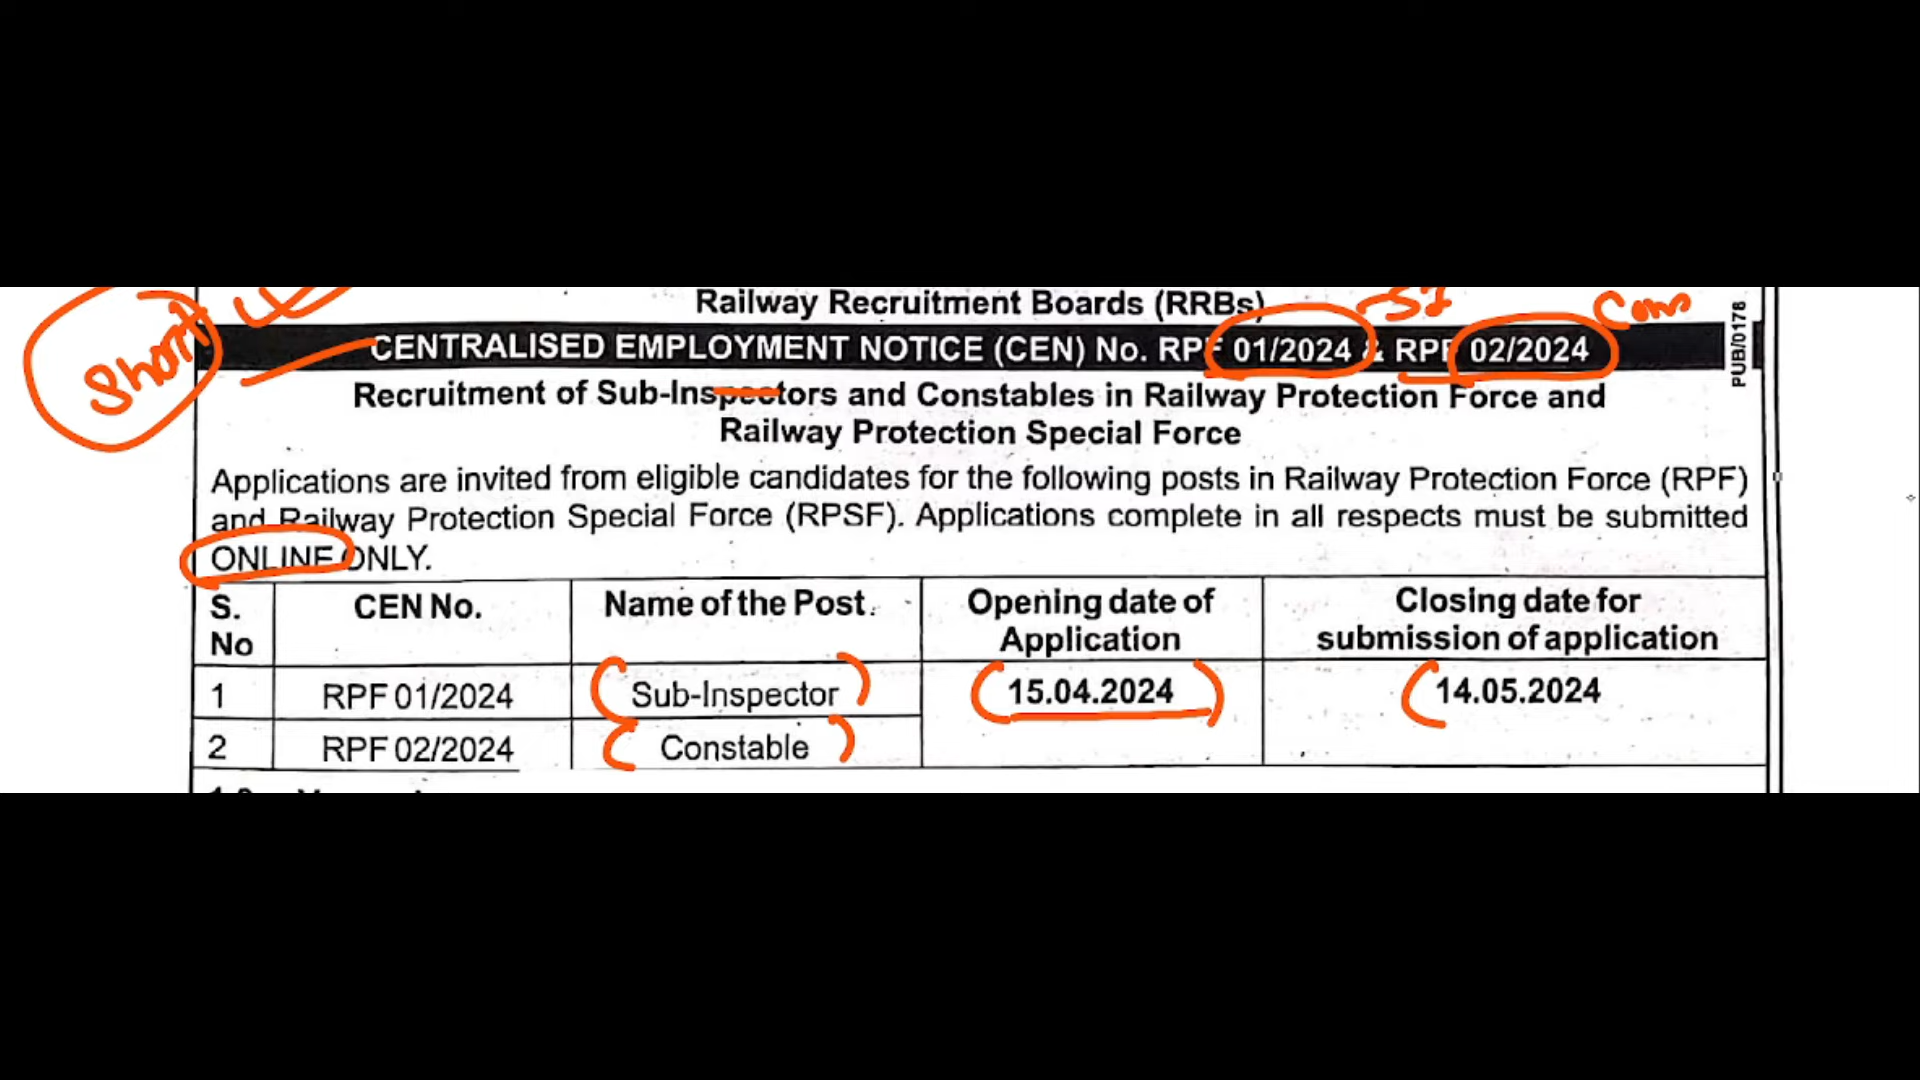 Railway Recruitment Boards (RRBs)
SI
Cons
Short
CENTRALISED EMPLOYMENT NOTICE (CEN) No. RPF 01/2024 & RPF 02/2024
PUB/0178
Recruitment of Sub-Inspectors and Constables in Railway Protection Force and
Railway Protection Special Force
Applications are invited from eligible candidates for the following posts in Railway Protection Force (RPF)
and Railway Protection Special Force (RPSF). Applications complete in all respects must be submitted
ONLINE ONLY.
S. No CEN No. Name of the Post Opening date of Application Closing date for submission of application
1 RPF 01/2024 Sub-Inspector 15.04.2024 14.05.2024
2 RPF 02/2024 Constable